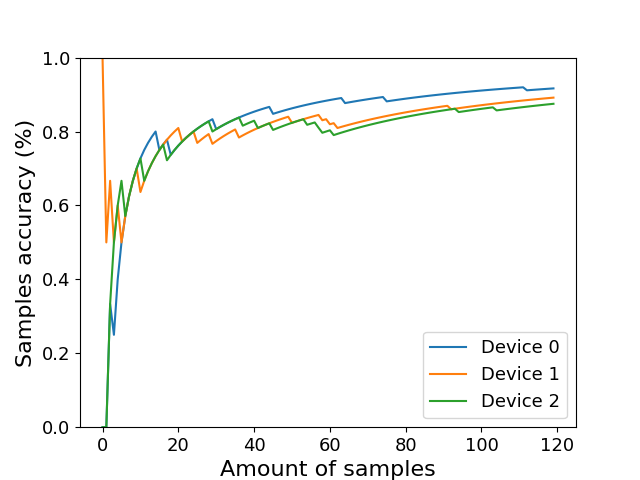 1.0
0.8
0.6
0.4
0.2
0.0
Samples accuracy (%)
0 20 40 60 80 100 120
Amount of samples
Device 0
Device 1
Device 2